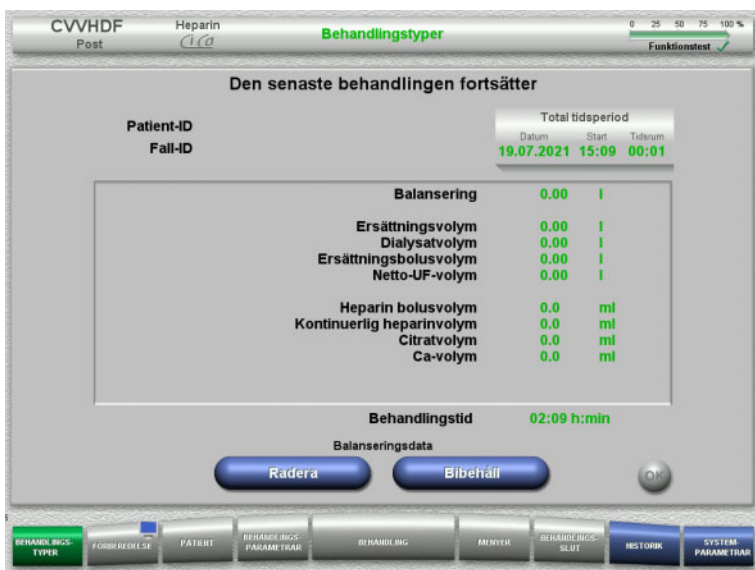 CVVHDF
Post
Heparin
Ci Ca
Behandlingstyper
0 25 50 75 100 %
Funktionstest
Den senaste behandlingen fortsätter
Patient-ID
Fall-ID
Total tidsperiod
Datum Start Tidsrum
19.07.2021 15:09 00:01
Balansering 0.00 l
Ersättningsvolym 0.00 l
Dialysatvolym 0.00 l
Ersättningsbolusvolym 0.00 l
Netto-UF-volym 0.00 l
Heparin bolusvolym 0.0 ml
Kontinuerlig heparinvolym 0.0 ml
Citratvolym 0.0 ml
Ca-volym 0.0 ml
Behandlingstid 02:09 h:min
Balanseringsdata
Radera Bibehåll OK
BEHANDLINGS-
TYPER
FÖRBEREDELSE
PATIENT
BEHANDLINGS-
PARAMETRAR
BEHANDLING
MENYER
BEHANDLINGS-
SLUT
HISTORIK
SYSTEM-
PARAMETRAR